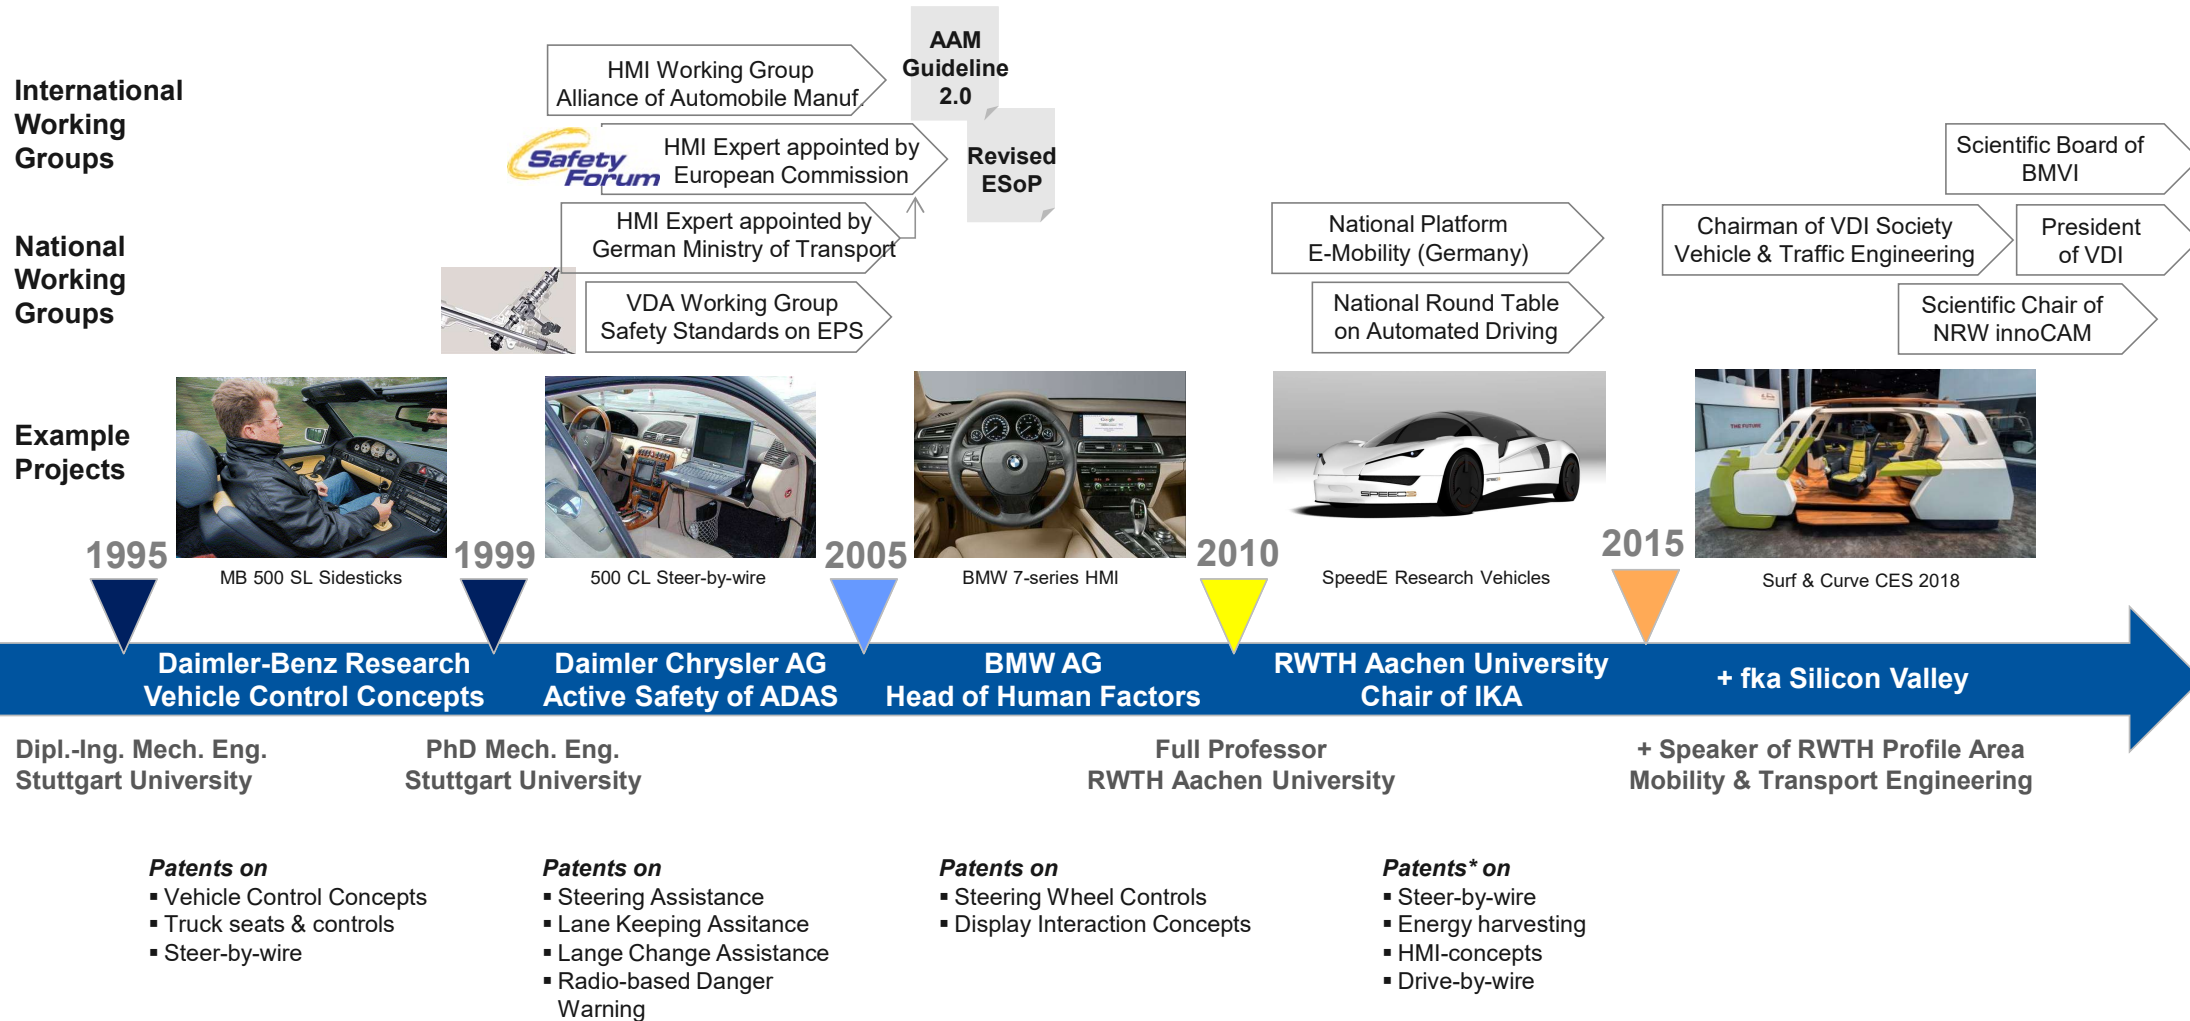 International
Working
Groups
HMI Working Group
Alliance of Automobile Manuf.
AAM
Guideline
2.0
Safety
Forum
HMI Expert appointed by
European Commission
Revised
ESoP
Scientific Board of
BMVI
National
Working
Groups
HMI Expert appointed by
German Ministry of Transport
National Platform
E-Mobility (Germany)
Chairman of VDI Society
Vehicle & Traffic Engineering
President
of VDI
VDA Working Group
Safety Standards on EPS
National Round Table
on Automated Driving
Scientific Chair of
NRW innoCAM
Example
Projects
Google
SPEEDE
THE FUTURE
1995
MB 500 SL Sidesticks
1999
500 CL Steer-by-wire
2005
BMW 7-series HMI
2010
SpeedE Research Vehicles
2015
Surf & Curve CES 2018
Daimler-Benz Research
Vehicle Control Concepts
Daimler Chrysler AG
Active Safety of ADAS
BMW AG
Head of Human Factors
RWTH Aachen University
Chair of IKA
+ fka Silicon Valley
Dipl.-Ing. Mech. Eng.
Stuttgart University
PhD Mech. Eng.
Stuttgart University
Full Professor
RWTH Aachen University
+ Speaker of RWTH Profile Area
Mobility & Transport Engineering
Patents on
▪ Vehicle Control Concepts
▪ Truck seats & controls
▪ Steer-by-wire
Patents on
▪ Steering Assistance
▪ Lane Keeping Assitance
▪ Lange Change Assistance
▪ Radio-based Danger
Warning
Patents on
▪ Steering Wheel Controls
▪ Display Interaction Concepts
Patents* on
▪ Steer-by-wire
▪ Energy harvesting
▪ HMI-concepts
▪ Drive-by-wire